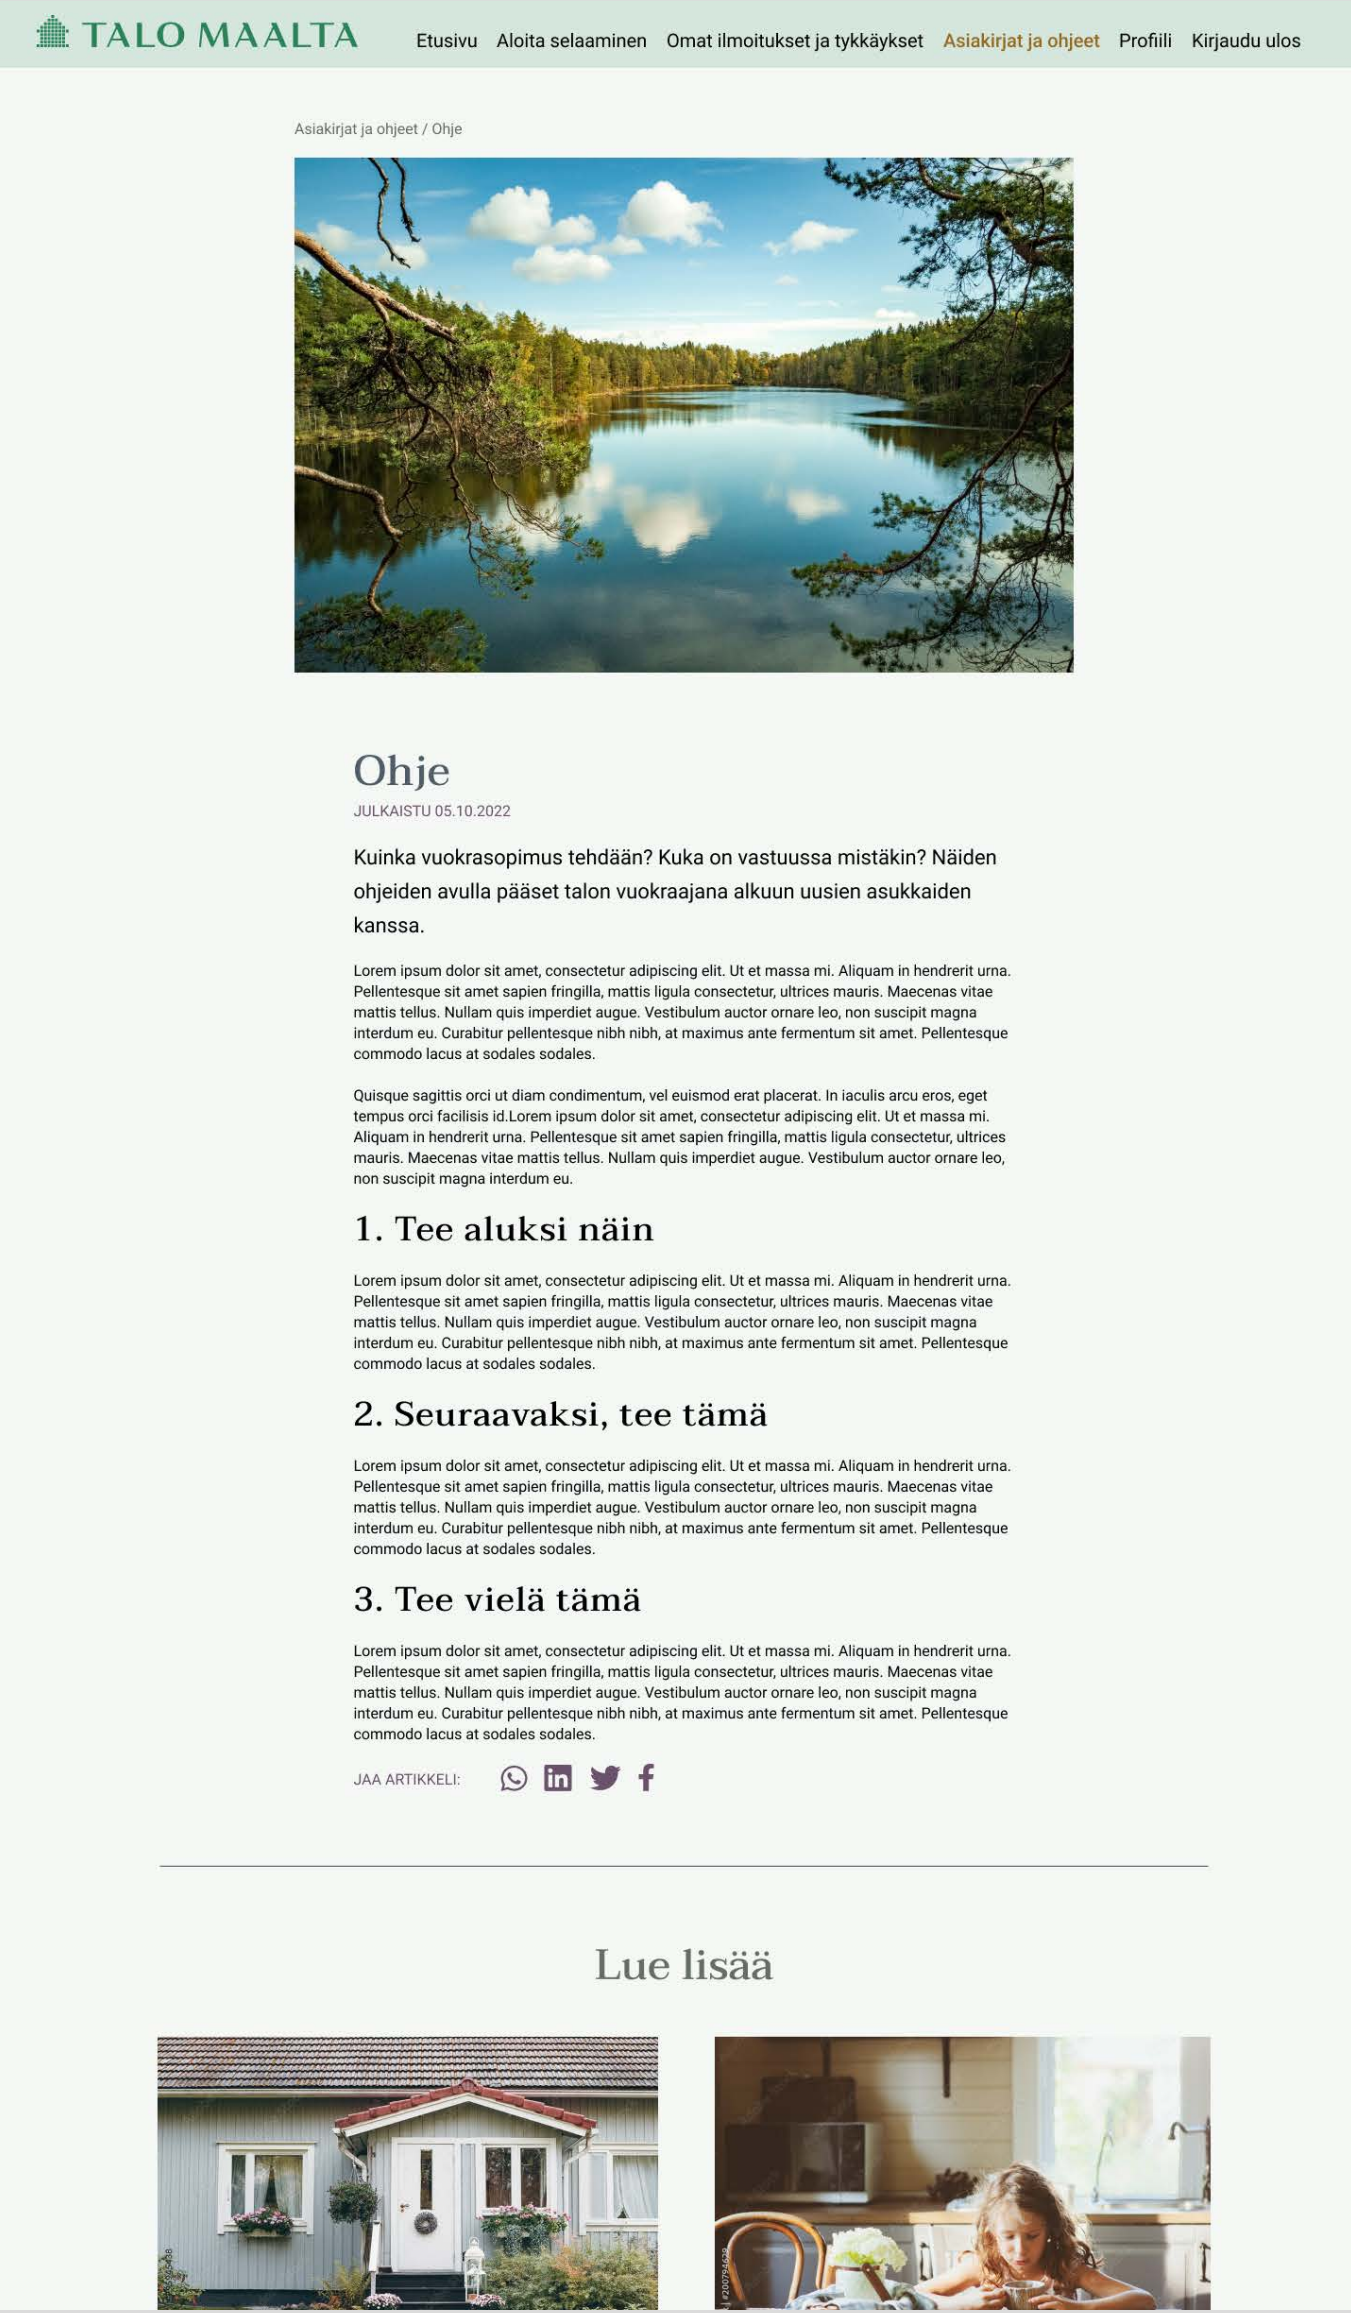 TALO MAALTA
Etusivu Aloita selaaminen Omat ilmoitukset ja tykkäykset Asiakirjat ja ohjeet Profiili Kirjaudu ulos
Asiakirjat ja ohjeet / Ohje
Ohje
JULKAISTU 05.10.2022
Kuinka vuokrasopimus tehdään? Kuka on vastuussa mistäkin? Näiden
ohjeiden avulla pääset talon vuokraajana alkuun uusien asukkaiden
kanssa.
Lorem ipsum dolor sit amet, consectetur adipiscing elit. Ut et massa mi. Aliquam in hendrerit urna.
Pellentesque sit amet sapien fringilla, mattis ligula consectetur, ultrices mauris. Maecenas vitae
mattis tellus. Nullam quis imperdiet augue. Vestibulum auctor ornare leo, non suscipit magna
interdum eu. Curabitur pellentesque nibh nibh, at maximus ante fermentum sit amet. Pellentesque
commodo lacus at sodales sodales.
Quisque sagittis orci ut diam condimentum, vel euismod erat placerat. In iaculis arcu eros, eget
tempus orci facilisis id.Lorem ipsum dolor sit amet, consectetur adipiscing elit. Ut et massa mi.
Aliquam in hendrerit urna. Pellentesque sit amet sapien fringilla, mattis ligula consectetur, ultrices
mauris. Maecenas vitae mattis tellus. Nullam quis imperdiet augue. Vestibulum auctor ornare leo,
non suscipit magna interdum eu.
1. Tee aluksi näin
Lorem ipsum dolor sit amet, consectetur adipiscing elit. Ut et massa mi. Aliquam in hendrerit urna.
Pellentesque sit amet sapien fringilla, mattis ligula consectetur, ultrices mauris. Maecenas vitae
mattis tellus. Nullam quis imperdiet augue. Vestibulum auctor ornare leo, non suscipit magna
interdum eu. Curabitur pellentesque nibh nibh, at maximus ante fermentum sit amet. Pellentesque
commodo lacus at sodales sodales.
2. Seuraavaksi, tee tämä
Lorem ipsum dolor sit amet, consectetur adipiscing elit. Ut et massa mi. Aliquam in hendrerit urna.
Pellentesque sit amet sapien fringilla, mattis ligula consectetur, ultrices mauris. Maecenas vitae
mattis tellus. Nullam quis imperdiet augue. Vestibulum auctor ornare leo, non suscipit magna
interdum eu. Curabitur pellentesque nibh nibh, at maximus ante fermentum sit amet. Pellentesque
commodo lacus at sodales sodales.
3. Tee vielä tämä
Lorem ipsum dolor sit amet, consectetur adipiscing elit. Ut et massa mi. Aliquam in hendrerit urna.
Pellentesque sit amet sapien fringilla, mattis ligula consectetur, ultrices mauris. Maecenas vitae
mattis tellus. Nullam quis imperdiet augue. Vestibulum auctor ornare leo, non suscipit magna
interdum eu. Curabitur pellentesque nibh nibh, at maximus ante fermentum sit amet. Pellentesque
commodo lacus at sodales sodales.
JAA ARTIKKELI:
Lue lisää